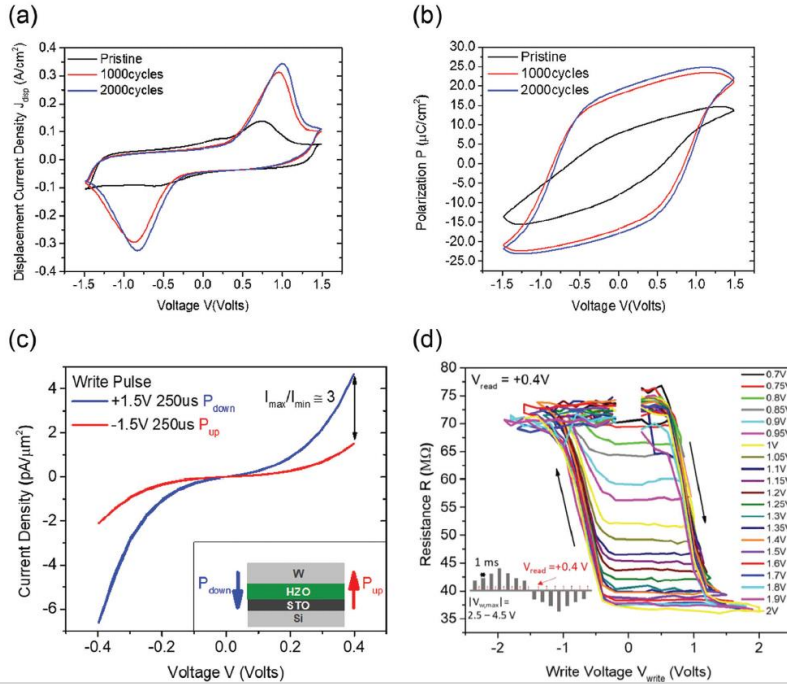 (a)
Pristine
1000cycles
2000cycles
Displacement Current Density J_disp (A/cm²)
0.4
0.3
0.2
0.1
0.0
-0.1
-0.2
-0.3
-0.4
-1.5 -1.0 -0.5 0.0 0.5 1.0 1.5
Voltage V(Volts)
(b)
Pristine
1000cycles
2000cycles
Polarization P (μC/cm²)
25.0
20.0
15.0
10.0
5.0
0.0
-5.0
-10.0
-15.0
-20.0
-25.0
-1.5 -1.0 -0.5 0.0 0.5 1.0 1.5
Voltage V(Volts)
(c)
Write Pulse
+1.5V 250us P_down
-1.5V 250us P_up
I_max/I_min ≅ 3
Current Density (pA/μm²)
4
2
0
-2
-4
-6
P_down
W
HZO
STO
Si
P_up
-0.4 -0.2 0.0 0.2 0.4
Voltage V (Volts)
(d)
V_read = +0.4V
Resistance R (MΩ)
80
75
70
65
60
55
50
45
40
35
1 ms
V_read =+0.4 V
|V_w,max| =
2.5 – 4.5 V
-2 -1 0 1 2
Write Voltage V_write (Volts)
0.7V
0.75V
0.8V
0.85V
0.9V
0.95V
1V
1.05V
1.1V
1.15V
1.2V
1.25V
1.3V
1.35V
1.4V
1.5V
1.6V
1.7V
1.8V
1.9V
2V